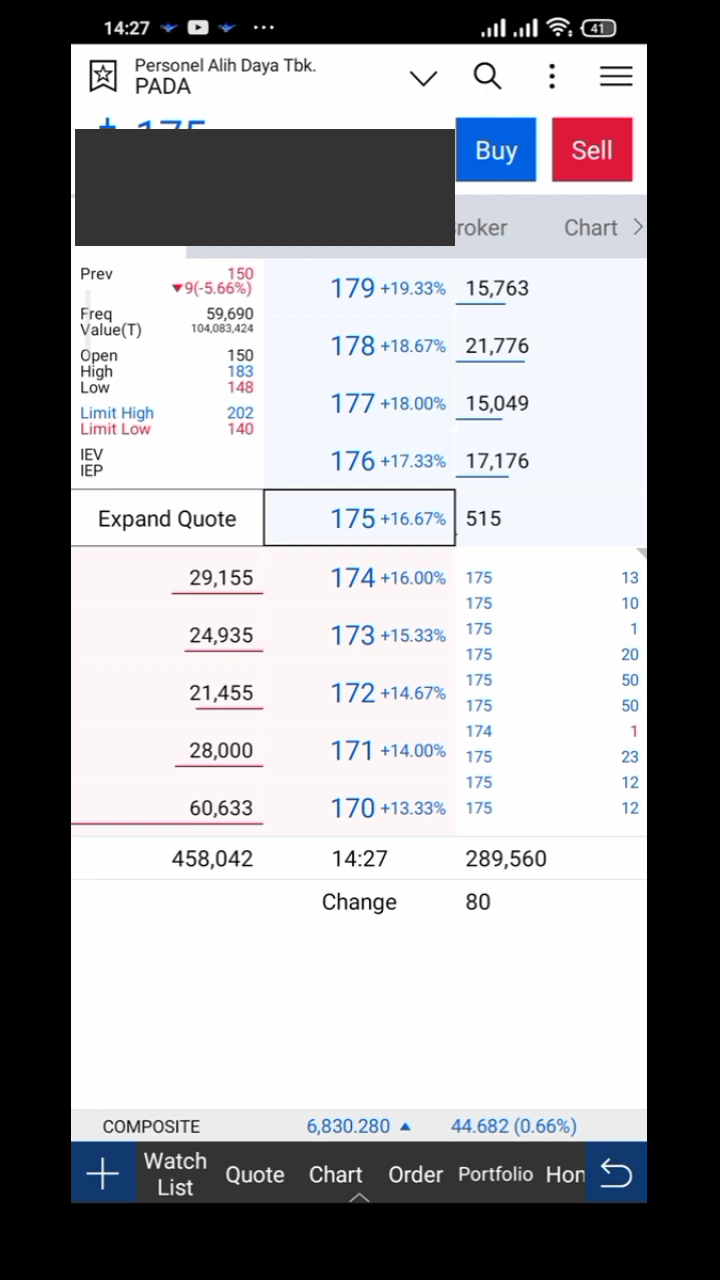 14:27 ... 41
Personel Alih Daya Tbk.
PADA
Buy Sell
roker Chart
Prev 150
▼9(-5.66%)
Freq 59,690
Value(T) 104,083,424
Open 150
High 183
Low 148
Limit High 202
Limit Low 140
IEV
IEP
179 +19.33% 15,763
178 +18.67% 21,776
177 +18.00% 15,049
176 +17.33% 17,176
Expand Quote 175 +16.67% 515
29,155 174 +16.00%
24,935 173 +15.33%
21,455 172 +14.67%
28,000 171 +14.00%
60,633 170 +13.33%
175 13
175 10
175 1
175 20
175 50
175 50
174 1
175 23
175 12
175 12
458,042 14:27 289,560
Change 80
COMPOSITE 6,830.280 ▲ 44.682 (0.66%)
Watch List Quote Chart Order Portfolio Hon